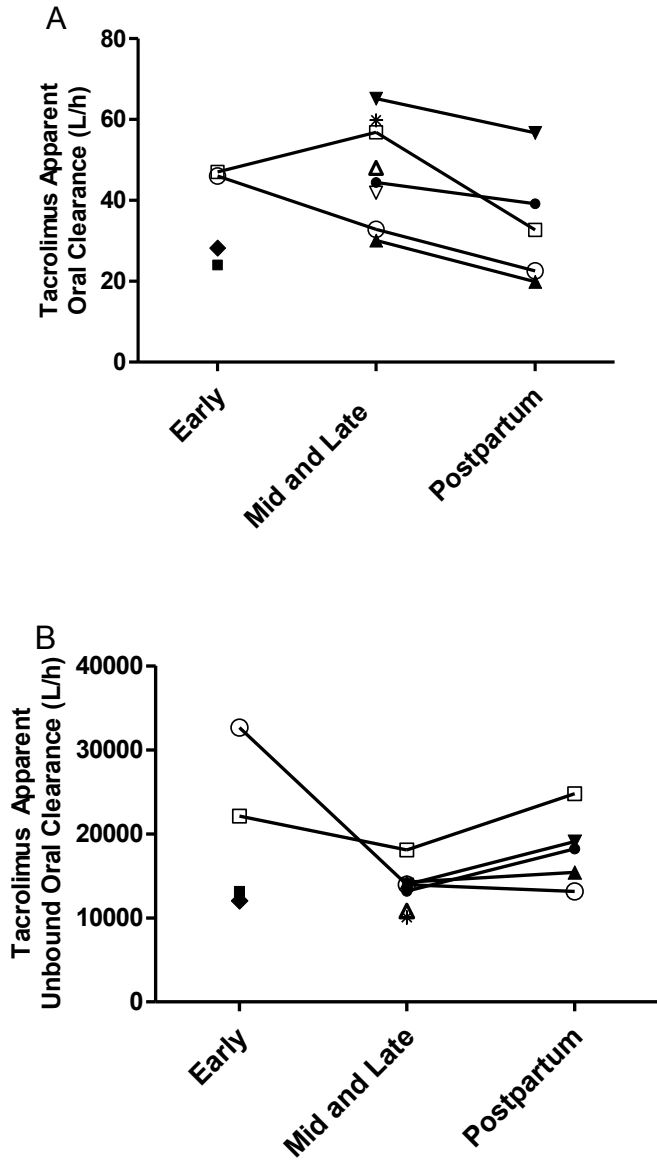 A
Tacrolimus Apparent
Oral Clearance (L/h)
80
60
40
20
0
Early
Mid and Late
Postpartum
B
Tacrolimus Apparent
Unbound Oral Clearance (L/h)
40000
30000
20000
10000
0
Early
Mid and Late
Postpartum